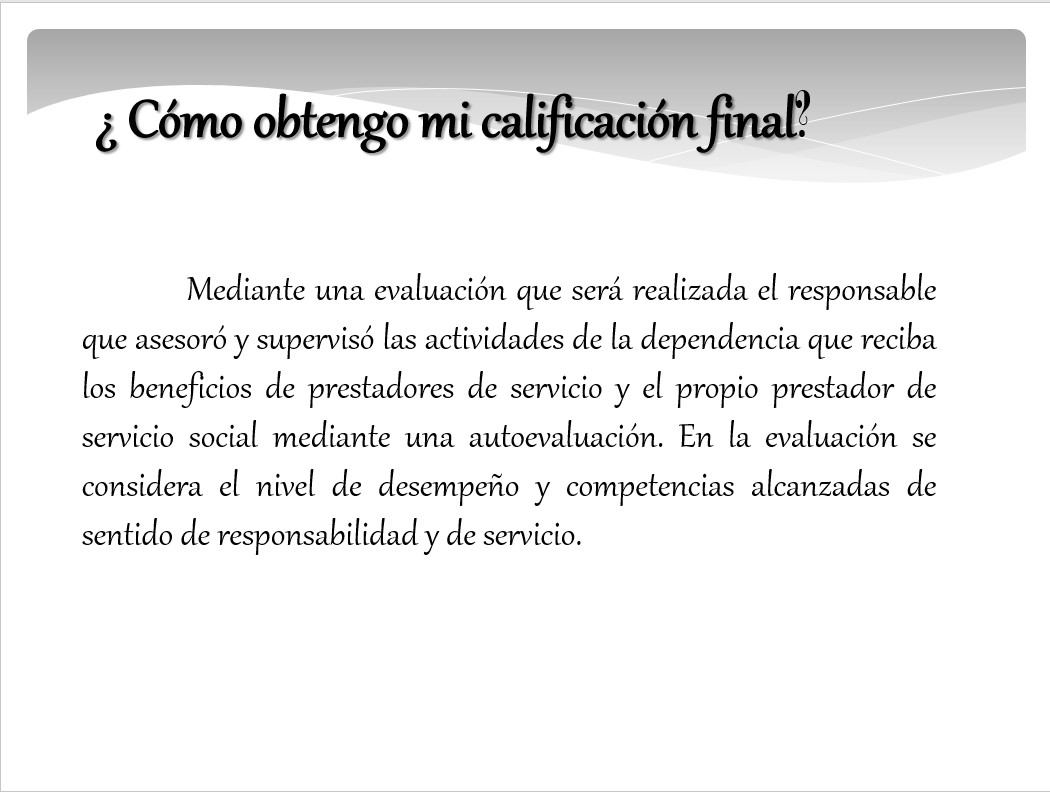 ¿ Cómo obtengo mi calificación final?
Mediante una evaluación que será realizada el responsable
que asesoró y supervisó las actividades de la dependencia que reciba
los beneficios de prestadores de servicio y el propio prestador de
servicio social mediante una autoevaluación. En la evaluación se
considera el nivel de desempeño y competencias alcanzadas de
sentido de responsabilidad y de servicio.